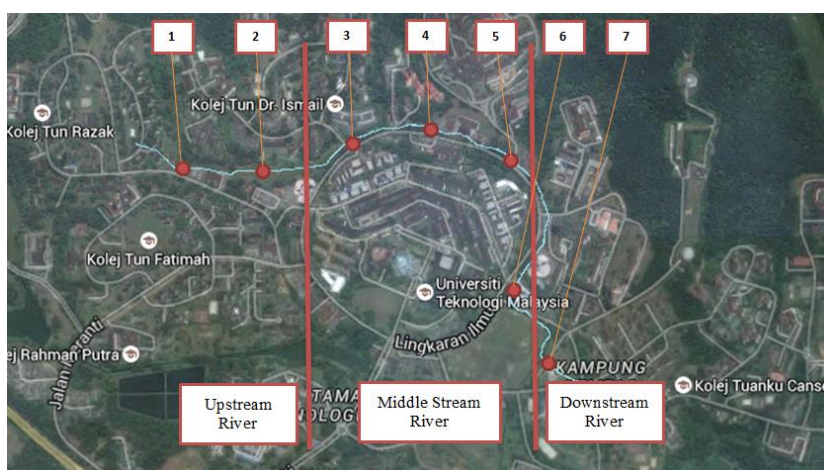 1
2
3
4
5
6
7
Kolej Tun Dr. Ismail
Kolej Tun Razak
Kolej Tun Fatimah
Universiti
Teknologi Malaysia
Lingkaran Ilmu
ej Rahman Putra
Jalan Meranti
KAMPUNG
Kolej Tuanku Canse
TAMA
NOLOGI
Upstream
River
Middle Stream
River
Downstream
River